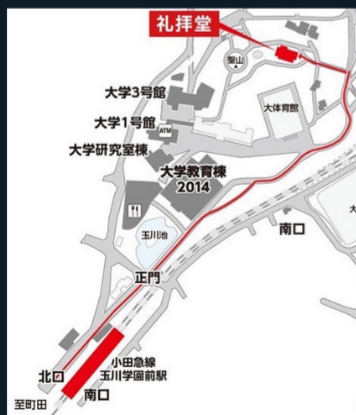 礼拝堂
聖山
大学3号館
大体育館
大学1号館
ATM
大学研究室棟
大学教育棟
2014
南口
玉川池
正門
小田急線
玉川学園前駅
北口
南口
至町田